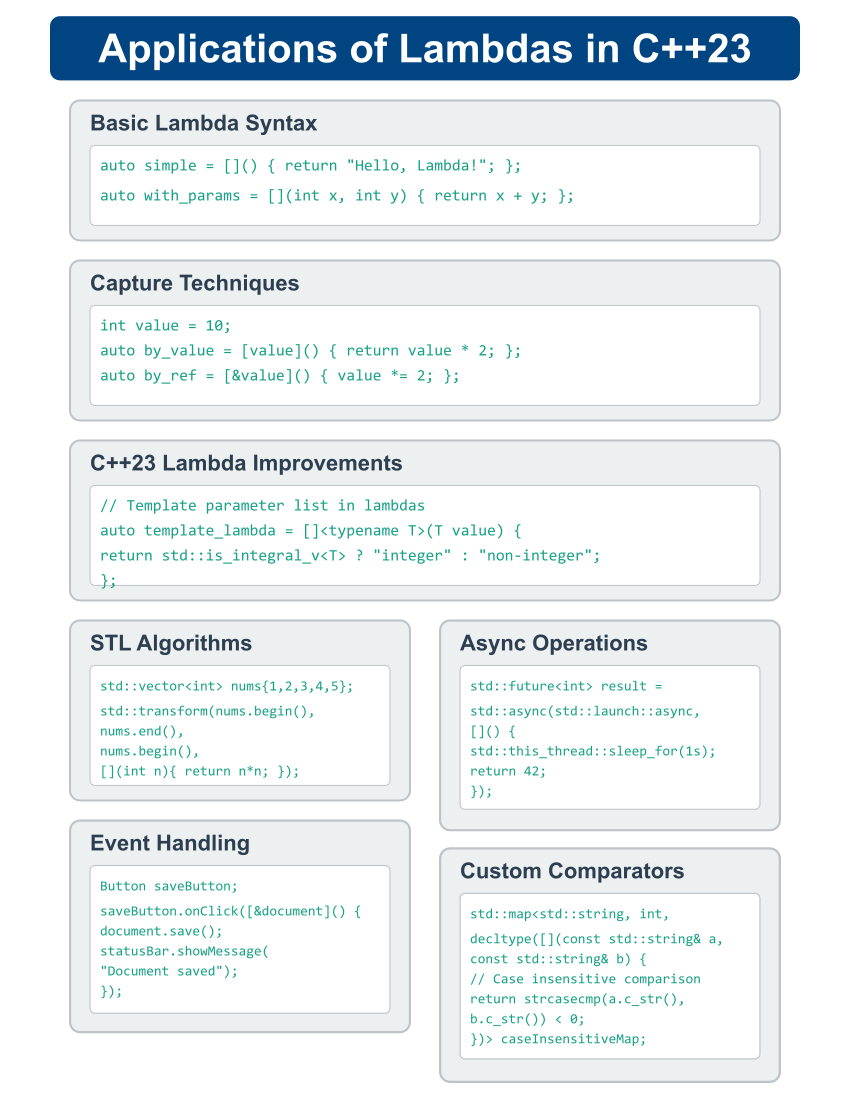 Applications of Lambdas in C++23
Basic Lambda Syntax
auto simple = []() { return "Hello, Lambda!"; };
auto with_params = [](int x, int y) { return x + y; };
Capture Techniques
int value = 10;
auto by_value = [value]() { return value * 2; };
auto by_ref = [&value]() { value *= 2; };
C++23 Lambda Improvements
// Template parameter list in lambdas
auto template_lambda = []<typename T>(T value) {
return std::is_integral_v<T> ? "integer" : "non-integer";
};
STL Algorithms
std::vector<int> nums{1,2,3,4,5};
std::transform(nums.begin(),
nums.end(),
nums.begin(),
[](int n){ return n*n; });
Async Operations
std::future<int> result =
std::async(std::launch::async,
[]() {
std::this_thread::sleep_for(1s);
return 42;
});
Event Handling
Button saveButton;
saveButton.onClick([&document]() {
document.save();
statusBar.showMessage(
"Document saved");
});
Custom Comparators
std::map<std::string, int,
decltype([](const std::string& a,
const std::string& b) {
// Case insensitive comparison
return strcasecmp(a.c_str(),
b.c_str()) < 0;
})> caseInsensitiveMap;